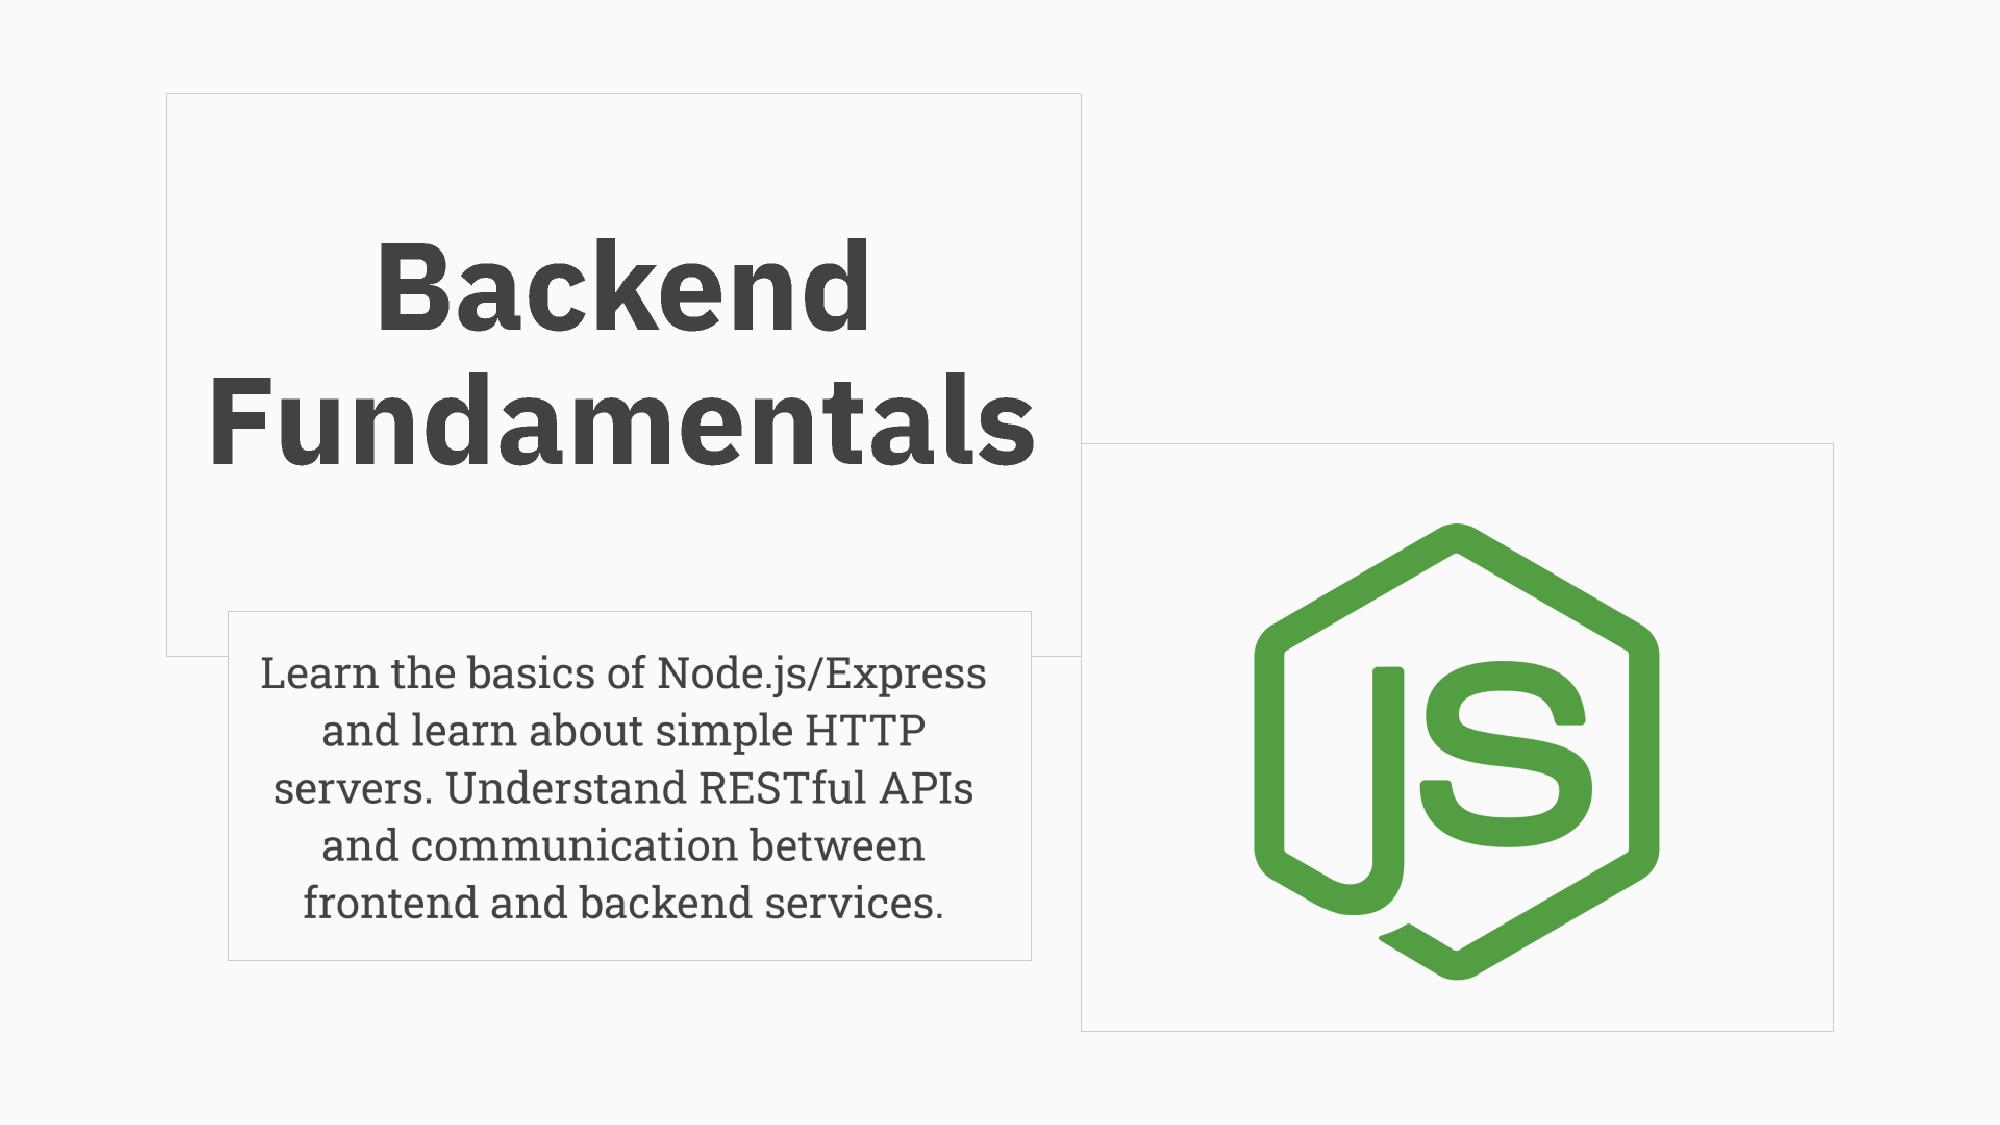 Backend
Fundamentals
Learn the basics of Node.js/Express
and learn about simple HTTP
servers. Understand RESTful APIs
and communication between
frontend and backend services.
JS